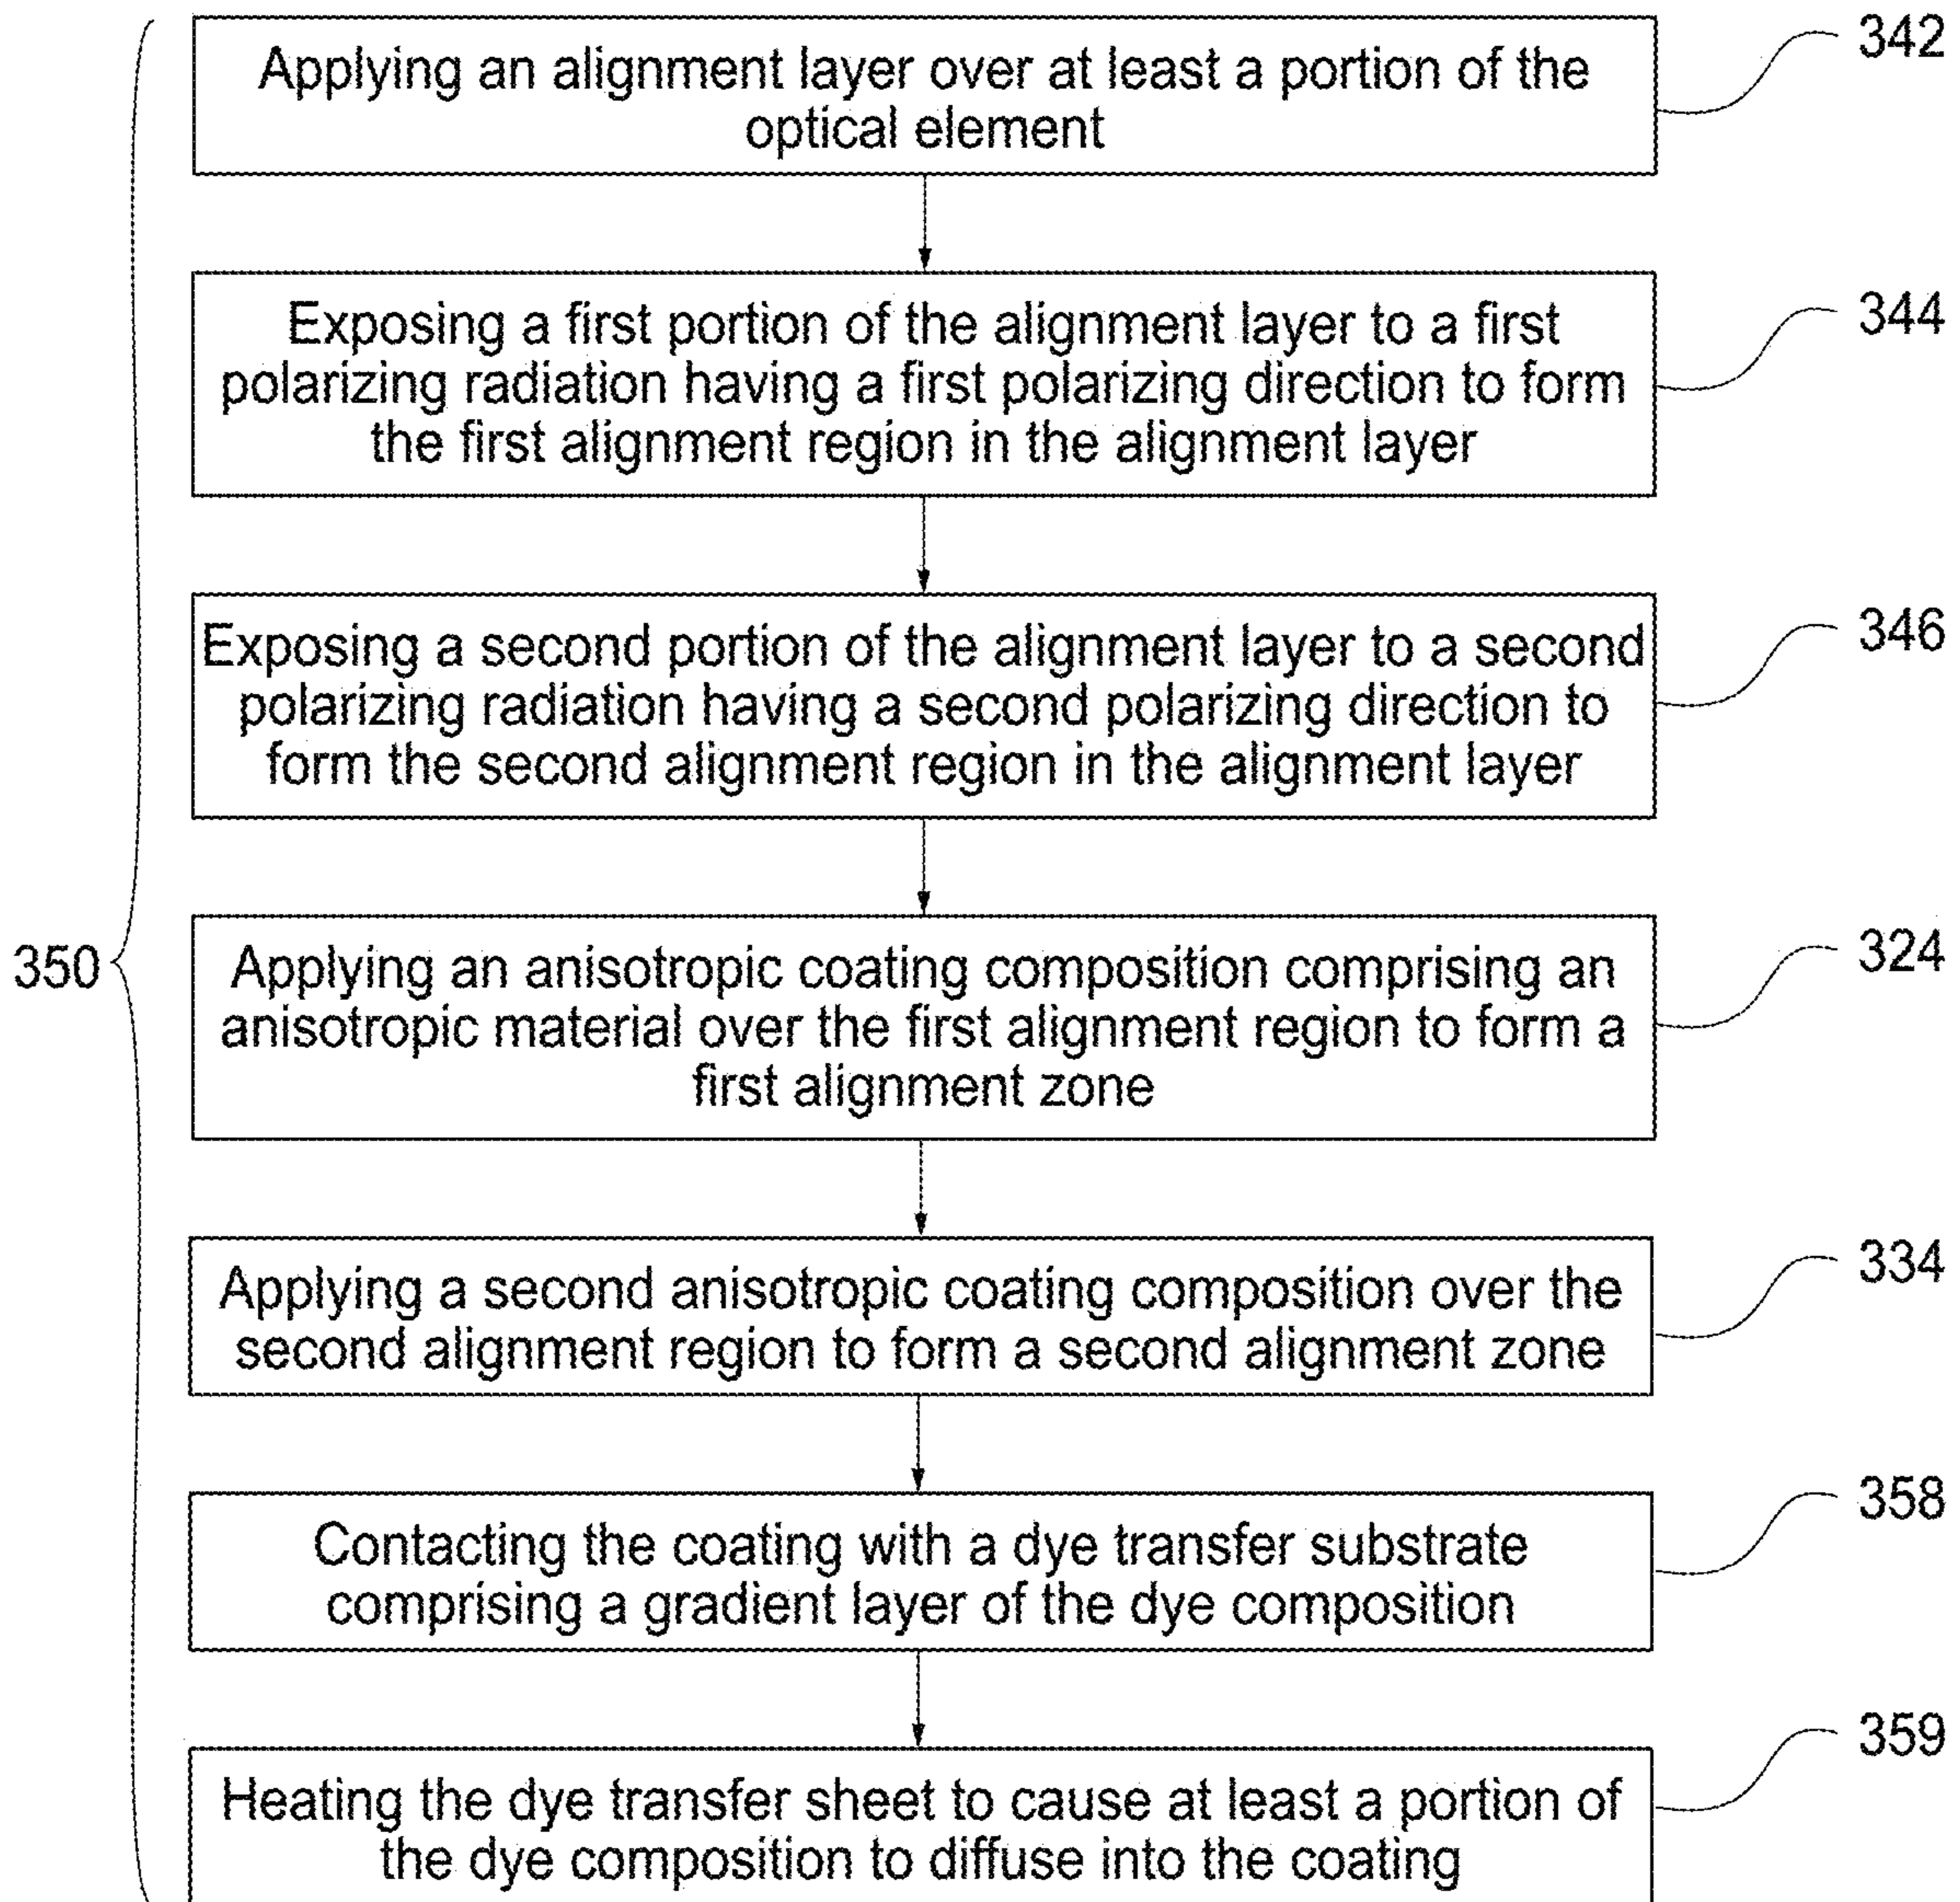 Applying an alignment layer over at least a portion of the
optical element
342
Exposing a first portion of the alignment layer to a first
polarizing radiation having a first polarizing direction to form
the first alignment region in the alignment layer
344
Exposing a second portion of the alignment layer to a second
polarizing radiation having a second polarizing direction to
form the second alignment region in the alignment layer
346
350
Applying an anisotropic coating composition comprising an
anisotropic material over the first alignment region to form a
first alignment zone
324
Applying a second anisotropic coating composition over the
second alignment region to form a second alignment zone
334
Contacting the coating with a dye transfer substrate
comprising a gradient layer of the dye composition
358
Heating the dye transfer sheet to cause at least a portion of
the dye composition to diffuse into the coating
359